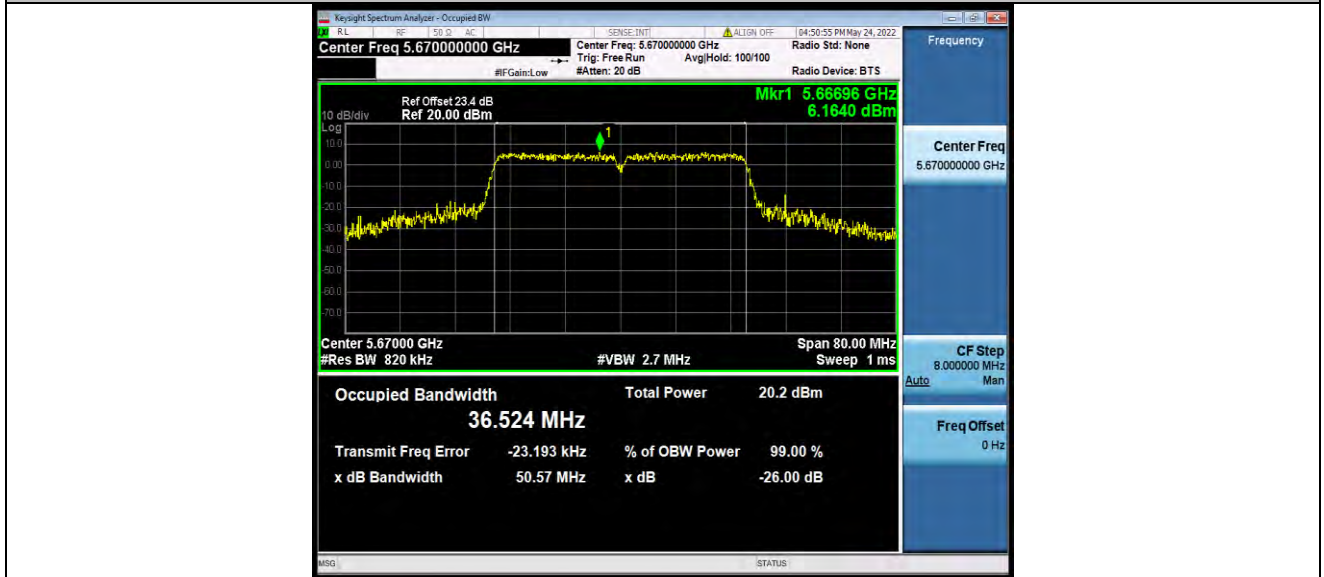 Keysight Spectrum Analyzer - Occupied BW
RL RF 50 Ω AC SENSE:INT ALIGN OFF 04:50:55 PM May 24, 2022
Center Freq 5.670000000 GHz
Center Freq: 5.670000000 GHz
Radio Std: None
Trig: Free Run Avg|Hold: 100/100
#IFGain:Low
#Atten: 20 dB
Radio Device: BTS
Frequency
Ref Offset 23.4 dB
Mkr1 5.66696 GHz
10 dB/div Ref 20.00 dBm
6.1640 dBm
Log
10.0
0.00
-10.0
-20.0
-30.0
-40.0
-50.0
-60.0
-70.0
1
Center 5.67000 GHz
Span 80.00 MHz
#Res BW 820 kHz
#VBW 2.7 MHz
Sweep 1 ms
Center Freq
5.670000000 GHz
CF Step
8.000000 MHz
Auto Man
Freq Offset
0 Hz
Occupied Bandwidth
36.524 MHz
Total Power 20.2 dBm
Transmit Freq Error -23.193 kHz
% of OBW Power 99.00 %
x dB Bandwidth 50.57 MHz
x dB -26.00 dB
MSG
STATUS